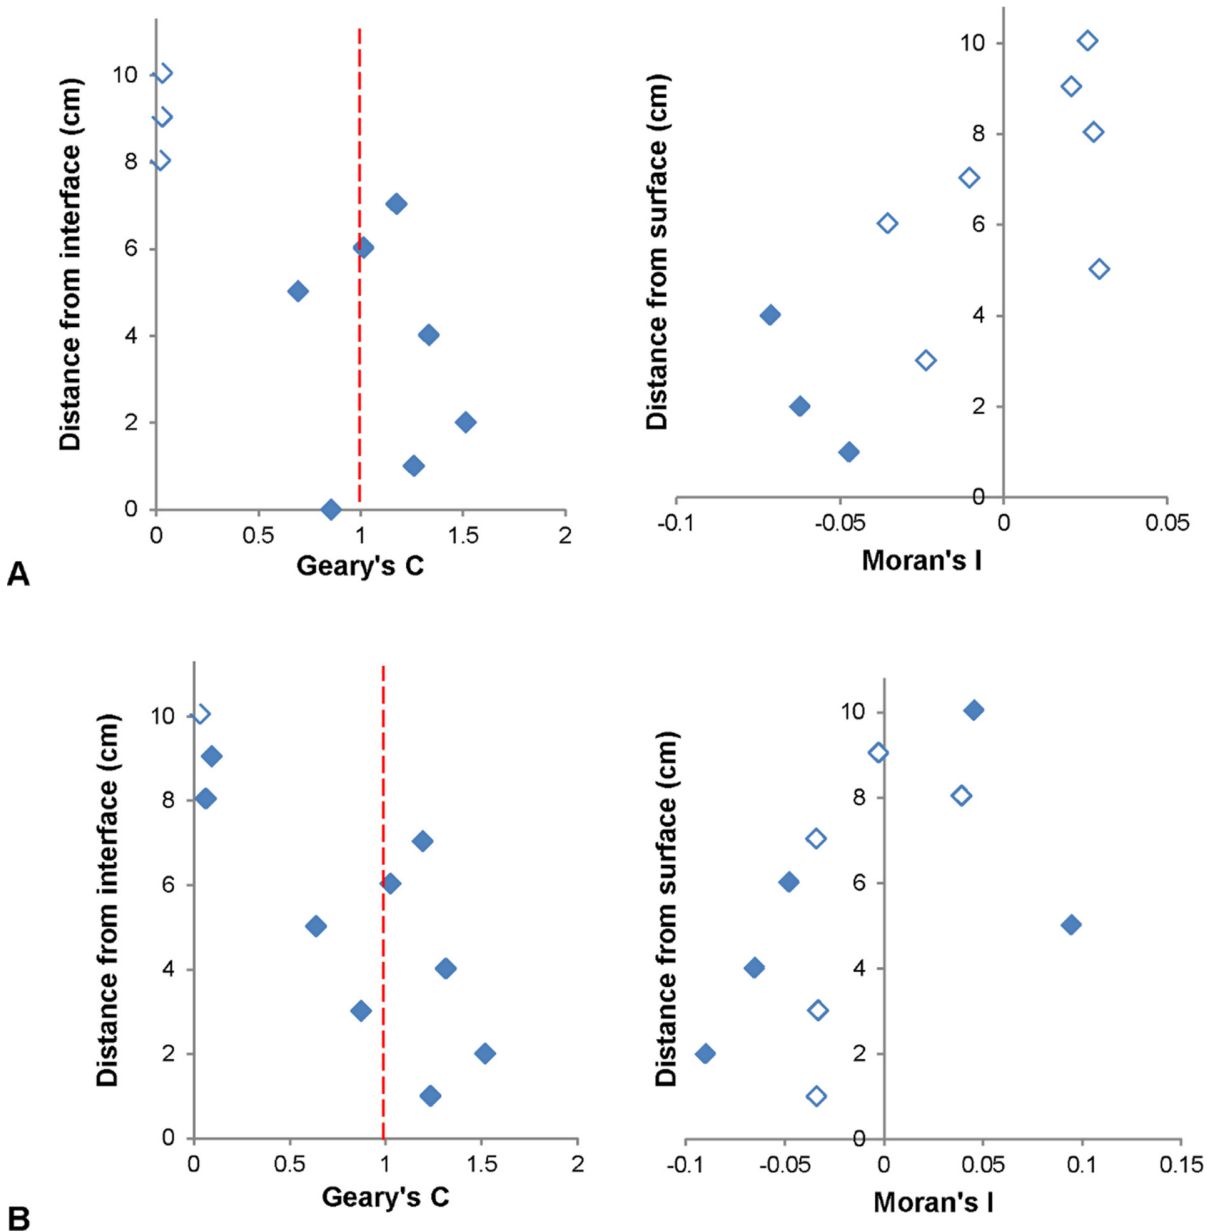 Distance from interface (cm)
10
8
6
4
2
0
0 0.5 1 1.5 2
Geary's C
Distance from surface (cm)
10
8
6
4
2
0
-0.1 -0.05 0 0.05
Moran's I
A
Distance from interface (cm)
10
8
6
4
2
0
0 0.5 1 1.5 2
Geary's C
Distance from surface (cm)
10
8
6
4
2
0
-0.1 -0.05 0 0.05 0.1 0.15
Moran's I
B